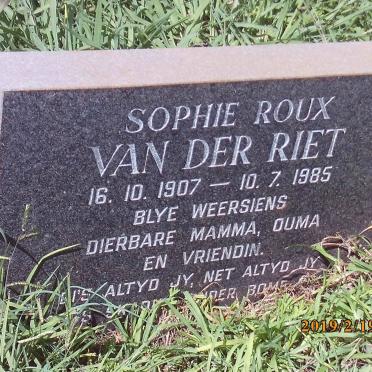 SOPHIE ROUX
VAN DER RIET
16. 10. 1907 — 10. 7. 1985
BLYE WEERSIENS
DIERBARE MAMMA, OUMA
EN VRIENDIN.
ALTYD JY, NET ALTYD JY
2019/2/19